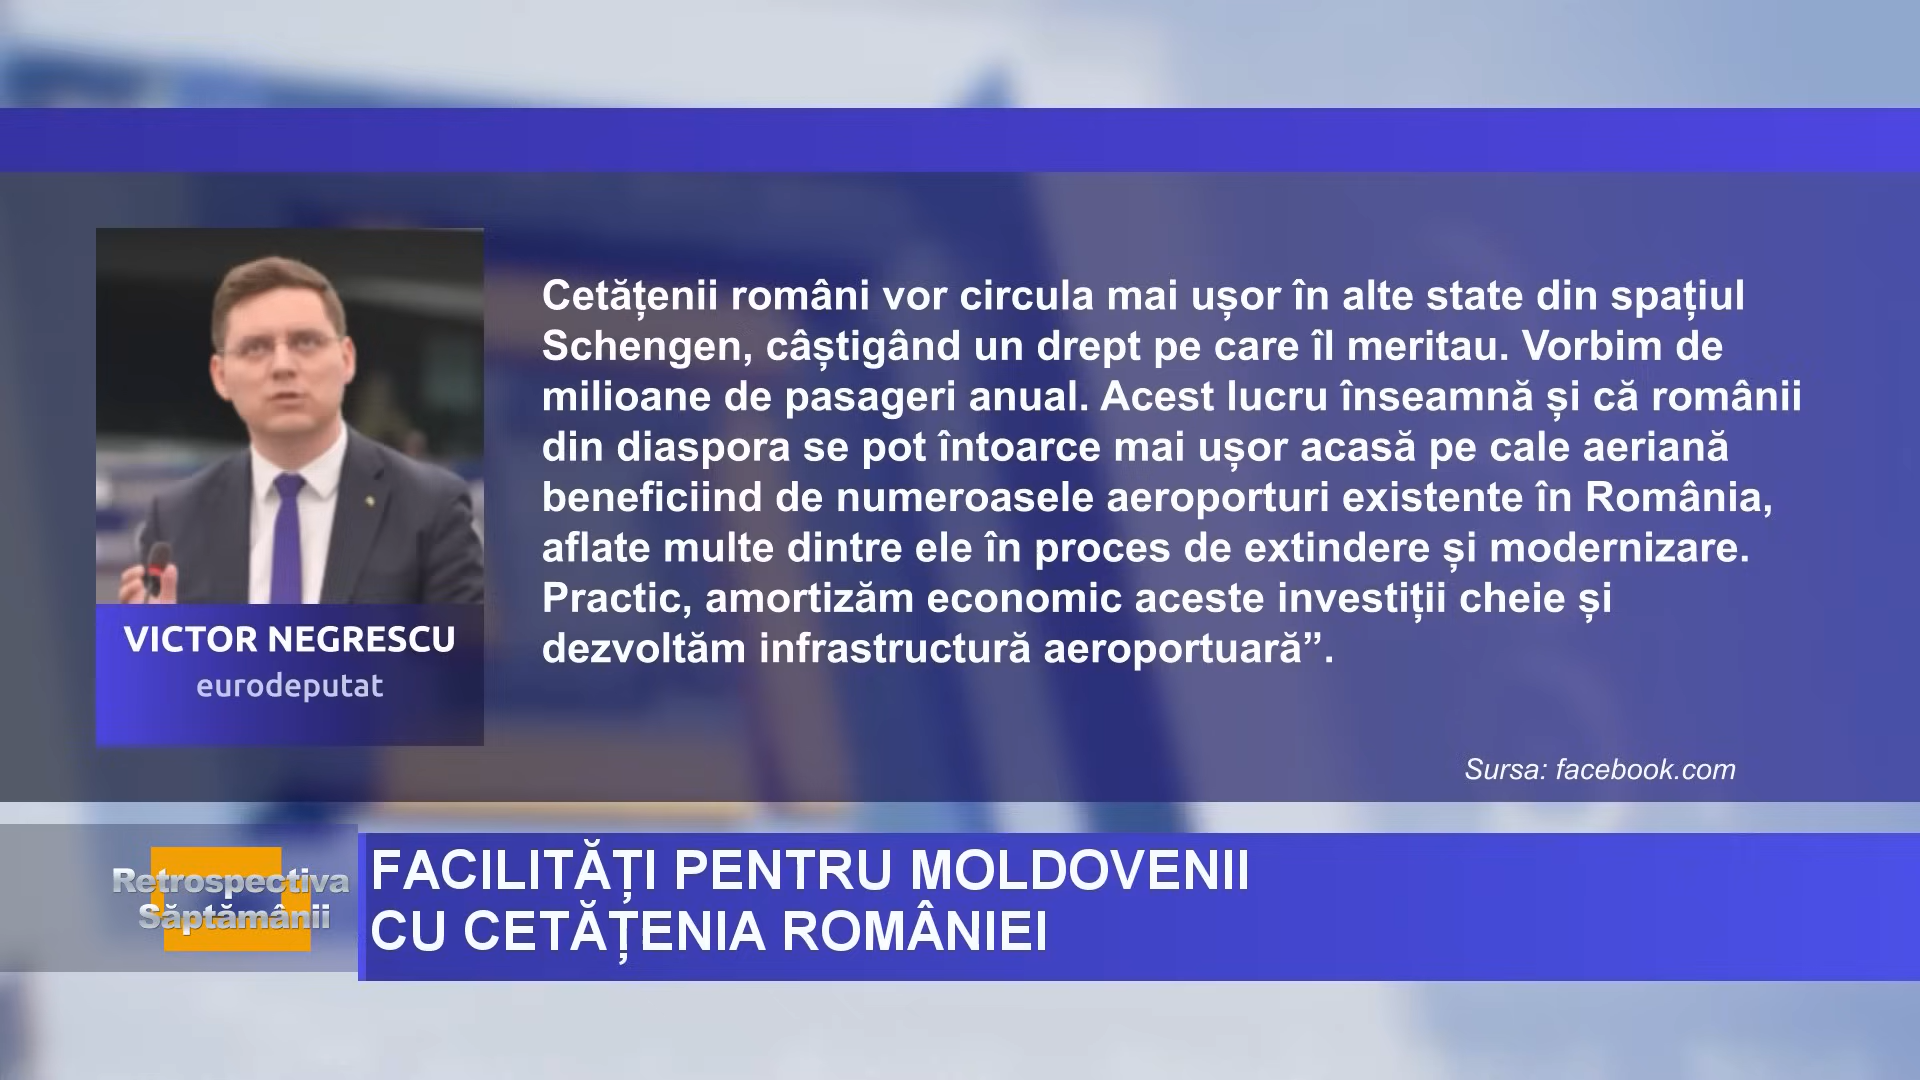 Cetățenii români vor circula mai ușor în alte state din spațiul
Schengen, câștigând un drept pe care îl meritau. Vorbim de
milioane de pasageri anual. Acest lucru înseamnă și că românii
din diaspora se pot întoarce mai ușor acasă pe cale aeriană
beneficiind de numeroasele aeroporturi existente în România,
aflate multe dintre ele în proces de extindere și modernizare.
Practic, amortizăm economic aceste investiții cheie și
dezvoltăm infrastructură aeroportuară”.
VICTOR NEGRESCU
eurodeputat
Sursa: facebook.com
Retrospectiva
Săptămânii
FACILITĂȚI PENTRU MOLDOVENII
CU CETĂȚENIA ROMÂNIEI